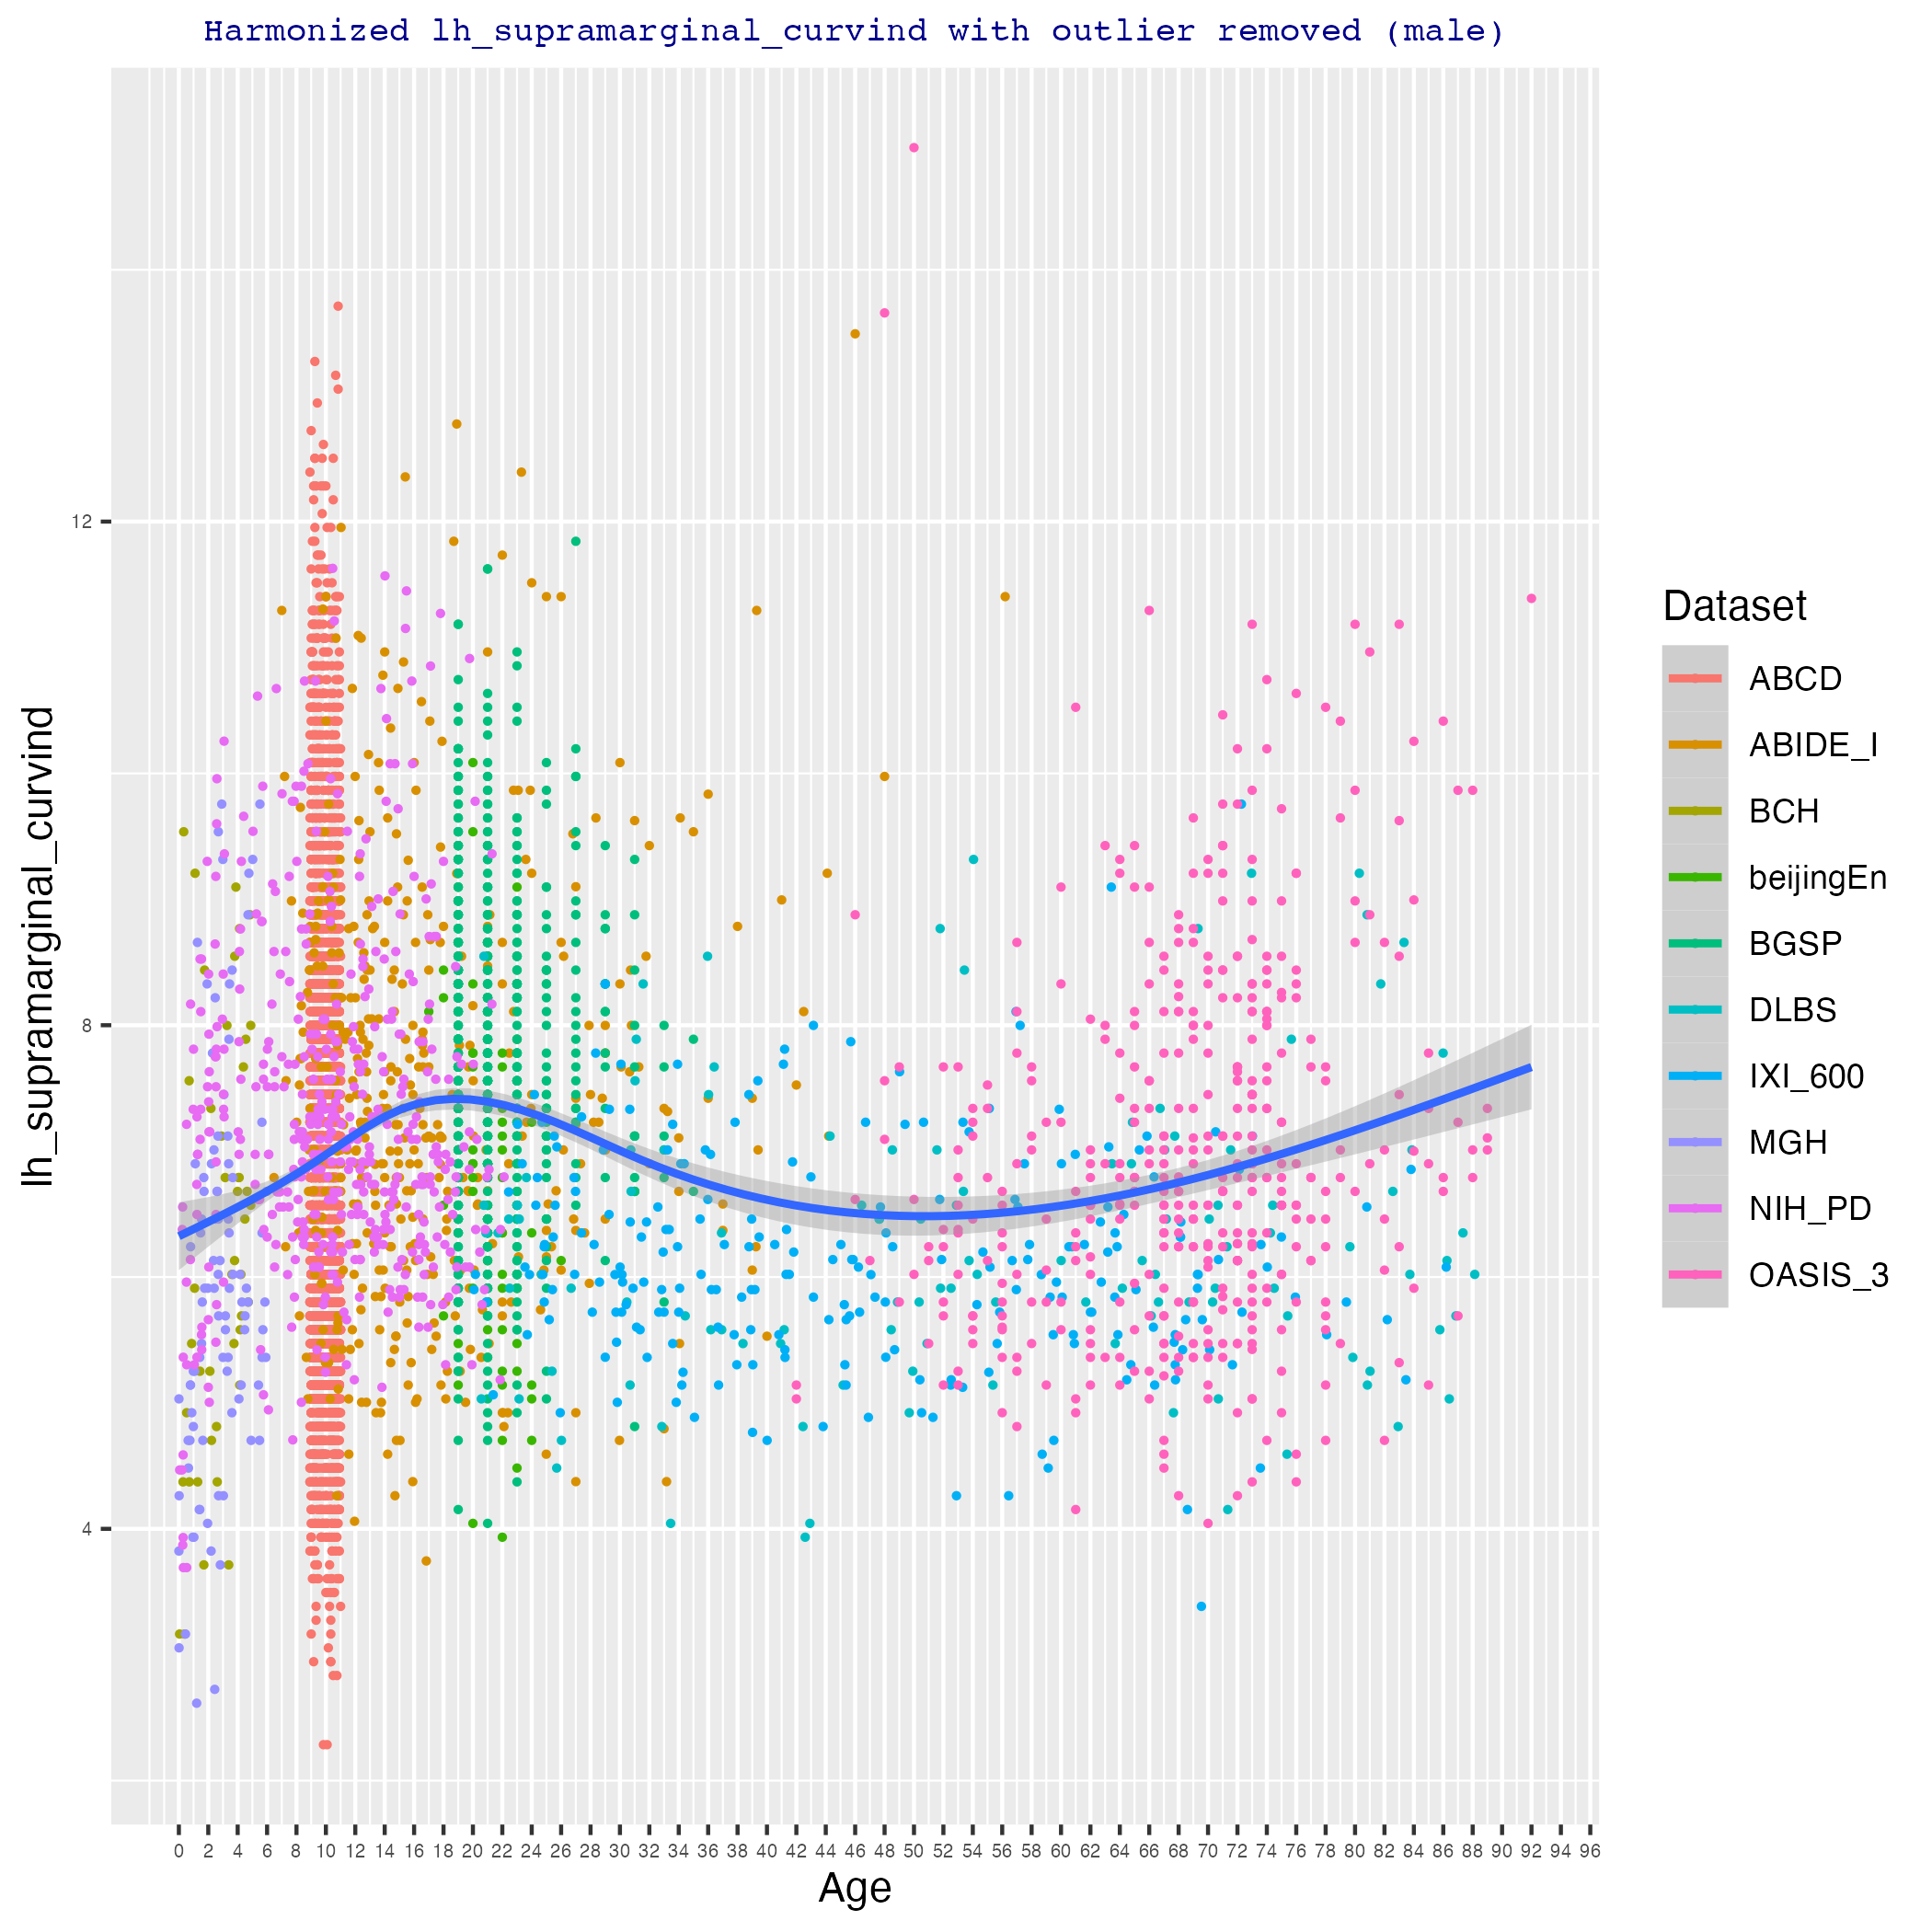 Harmonized lh_supramarginal_curvind with outlier removed (male)
lh_supramarginal_curvind
12
8
4
0 2 4 6 8 10 12 14 16 18 20 22 24 26 28 30 32 34 36 38 40 42 44 46 48 50 52 54 56 58 60 62 64 66 68 70 72 74 76 78 80 82 84 86 88 90 92 94 96
Age
Dataset
ABCD
ABIDE_I
BCH
beijingEn
BGSP
DLBS
IXI_600
MGH
NIH_PD
OASIS_3